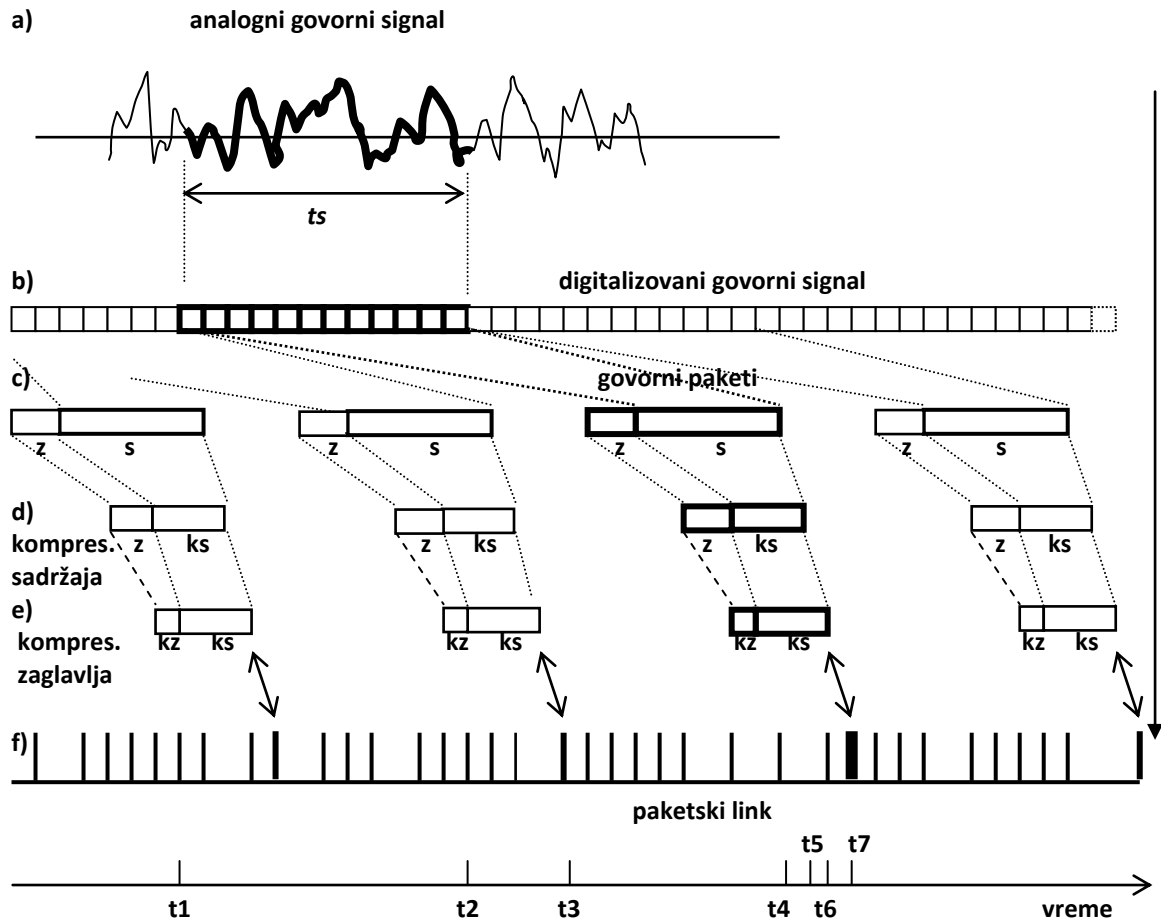 a) analogni govorni signal
ts
b) digitalizovani govorni signal
c) govorni paketi
z s z s z s z s
d)
kompres. z ks z ks z ks z ks
sadržaja
e)
kompres. kz ks kz ks kz ks kz ks
zaglavlja
f)
paketski link
t5 t7
t1 t2 t3 t4 t6 vreme